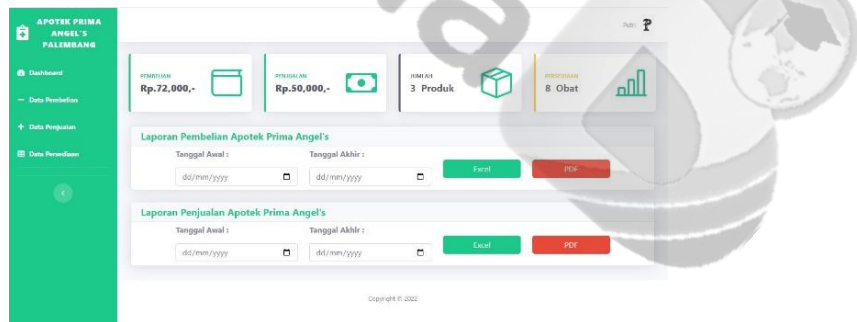 APOTEK PRIMA
ANGEL'S
PALEMBANG
Putri
Dashboard
Data Pembelian
Data Penjualan
Data Persediaan
PEMBELIAN
Rp.72,000,-
PENJUALAN
Rp.50,000,-
JUMLAH
3 Produk
PERSEDIAAN
8 Obat
Laporan Pembelian Apotek Prima Angel's
Tanggal Awal :
Tanggal Akhir :
dd/mm/yyyy
dd/mm/yyyy
Excel
PDF
Laporan Penjualan Apotek Prima Angel's
Tanggal Awal :
Tanggal Akhir :
dd/mm/yyyy
dd/mm/yyyy
Excel
PDF
Copyright © 2022